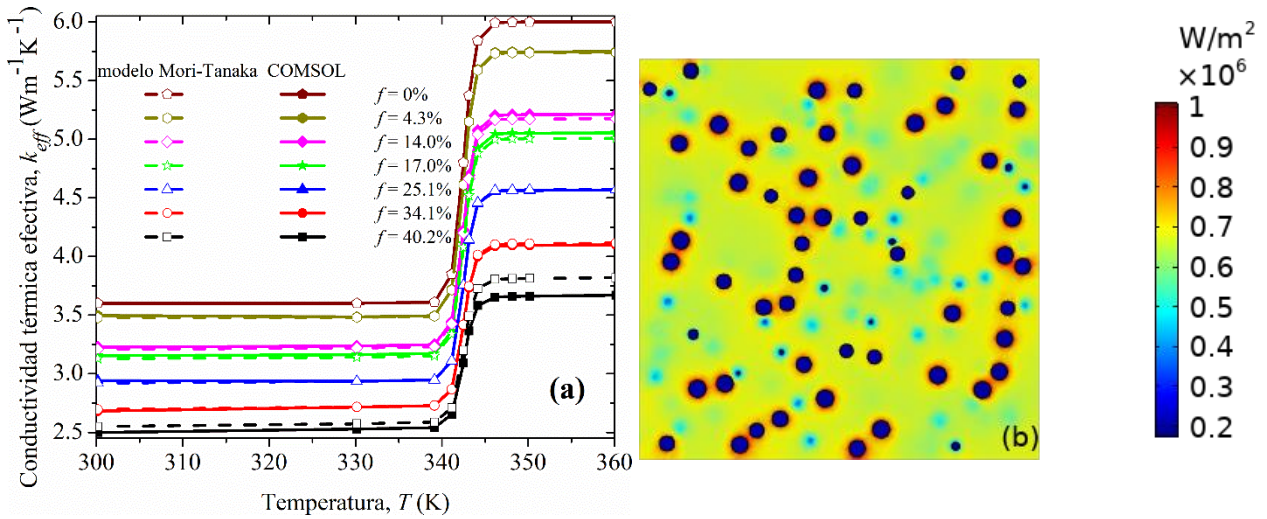 Conductividad térmica efectiva, k_eff (Wm⁻¹K⁻¹)
6.0
5.5
5.0
4.5
4.0
3.5
3.0
2.5
modelo Mori-Tanaka COMSOL
f = 0%
f = 4.3%
f = 14.0%
f = 17.0%
f = 25.1%
f = 34.1%
f = 40.2%
(a)
300 310 320 330 340 350 360
Temperatura, T (K)
(b)
W/m²
×10⁶
1
0.9
0.8
0.7
0.6
0.5
0.4
0.3
0.2